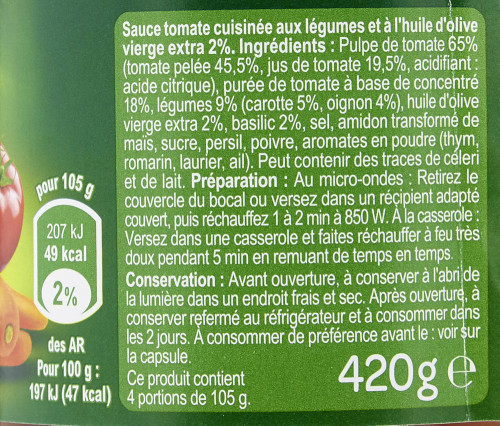 Sauce tomate cuisinée aux légumes et à l'huile d'olive
vierge extra 2%. Ingrédients : Pulpe de tomate 65%
(tomate pelée 45,5%, jus de tomate 19,5%, acidifiant :
acide citrique), purée de tomate à base de concentré
18%, légumes 9% (carotte 5%, oignon 4%), huile d'olive
vierge extra 2%, basilic 2%, sel, amidon transformé de
maïs, sucre, persil, poivre, aromates en poudre (thym,
romarin, laurier, ail). Peut contenir des traces de céleri
et de lait. Préparation : Au micro-ondes : Retirez le
couvercle du bocal ou versez dans un récipient adapté
couvert, puis réchauffez 1 à 2 min à 850 W. À la casserole :
Versez dans une casserole et faites réchauffer à feu très
doux pendant 5 min en remuant de temps en temps.
Conservation : Avant ouverture, à conserver à l'abri de
la lumière dans un endroit frais et sec. Après ouverture, à
conserver refermé au réfrigérateur et à consommer dans
les 2 jours. À consommer de préférence avant le : voir sur
la capsule.
Ce produit contient
4 portions de 105 g.
420g e
pour 105 g
207 kJ
49 kcal
2%
des AR
Pour 100 g :
197 kJ (47 kcal)